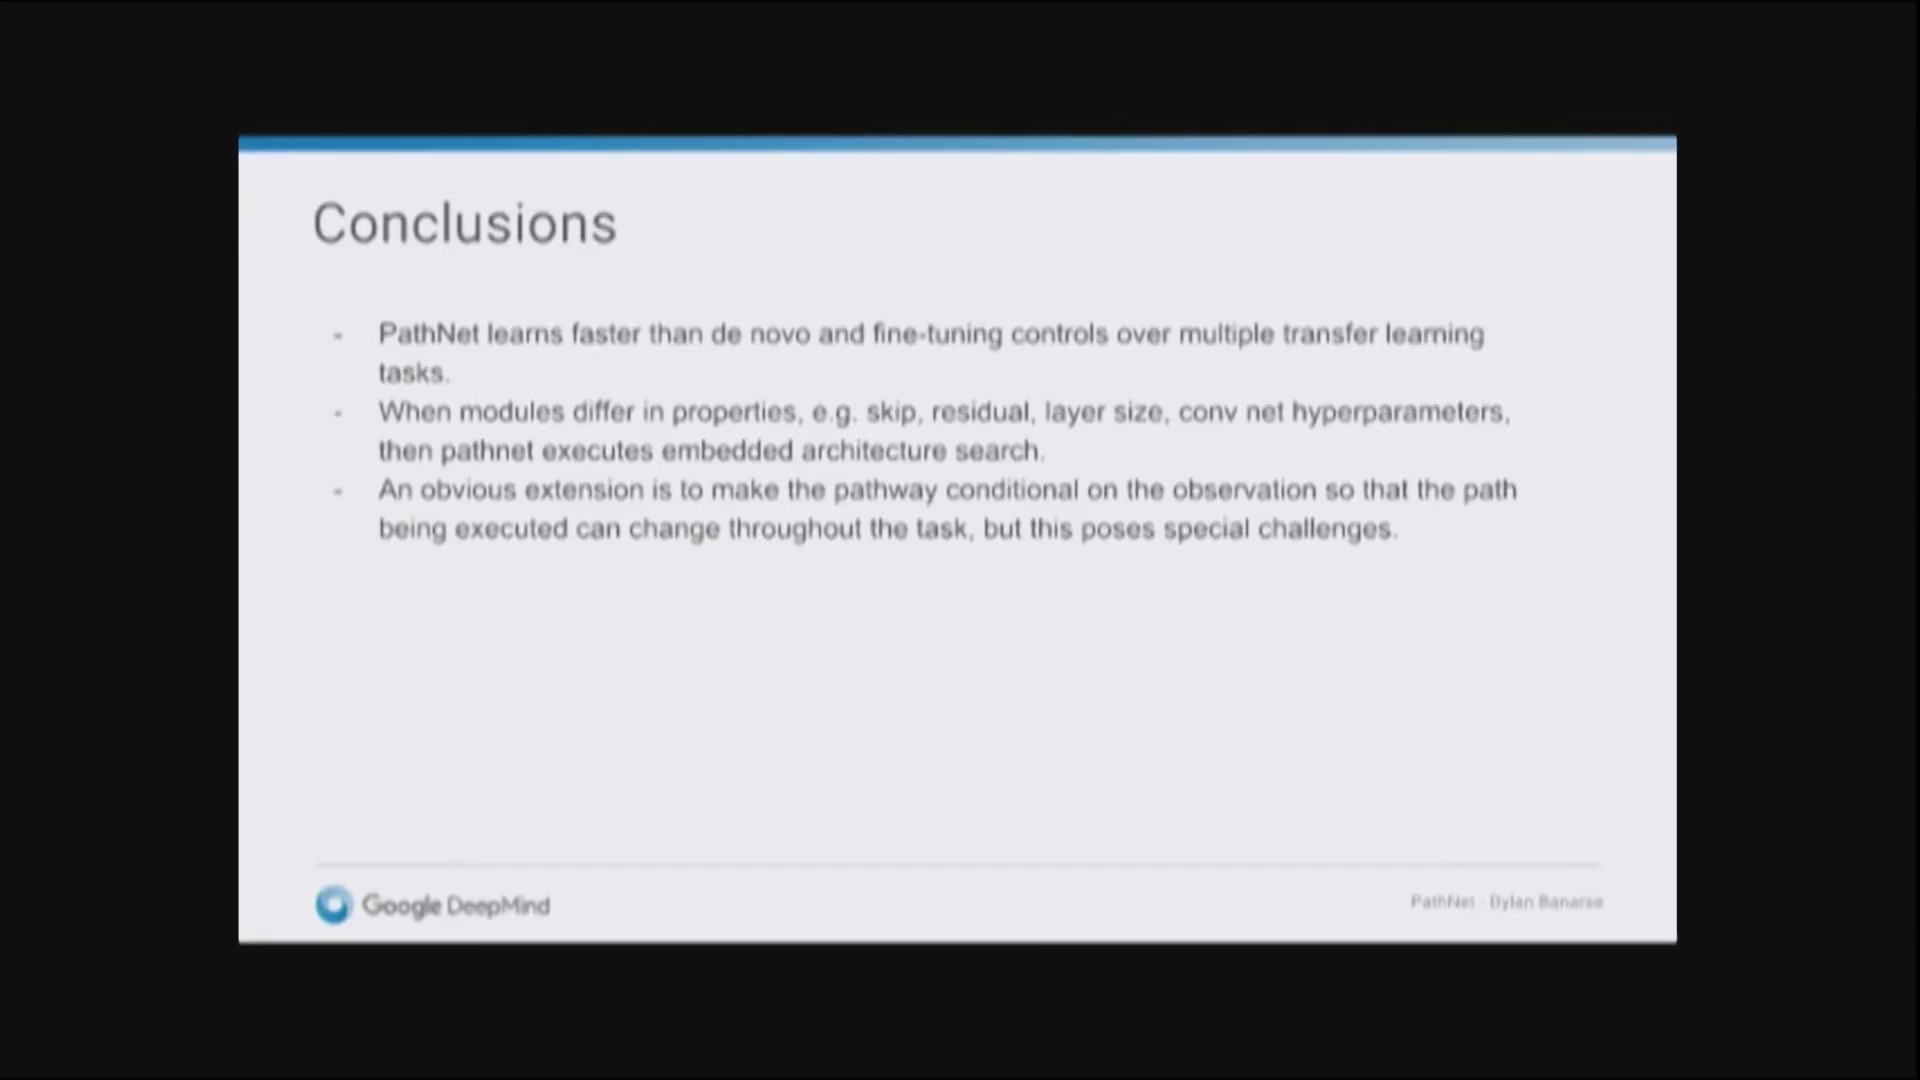 Conclusions
- PathNet learns faster than de novo and fine-tuning controls over multiple transfer learning
tasks.
- When modules differ in properties, e.g. skip, residual, layer size, conv net hyperparameters,
then pathnet executes embedded architecture search.
- An obvious extension is to make the pathway conditional on the observation so that the path
being executed can change throughout the task, but this poses special challenges.
Google DeepMind
PathNet - Dylan Banarse